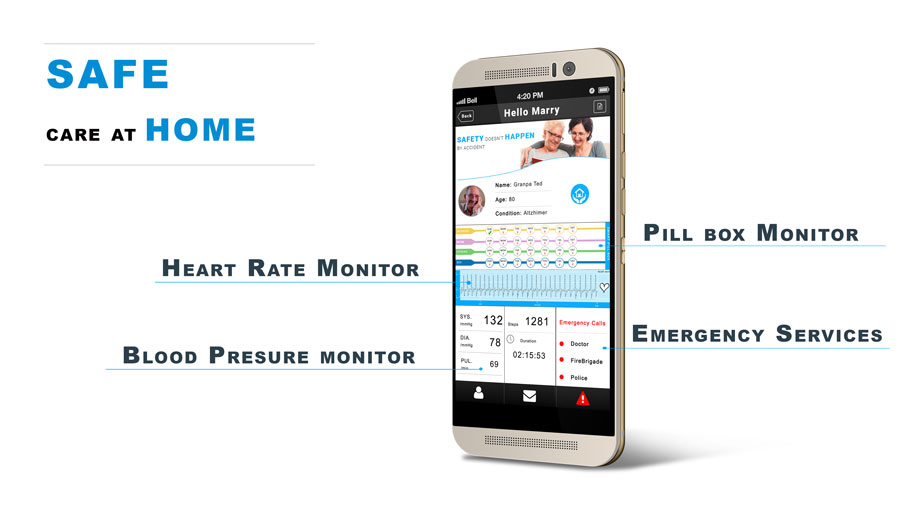 SAFE
CARE AT HOME
Bell
4:20 PM
Back
Hello Marry
SAFETY DOESN'T HAPPEN
BY ACCIDENT
Name: Granpa Ted
Age: 80
Condition: Altzhimer
PILL BOX MONITOR
HEART RATE MONITOR
EMERGENCY SERVICES
BLOOD PRESURE MONITOR
SYS. mmHg 132
DIA. mmHg 78
PUL. 69
Steps 1281
Duration
02:15:53
Emergency Calls
Doctor
FireBrigade
Police